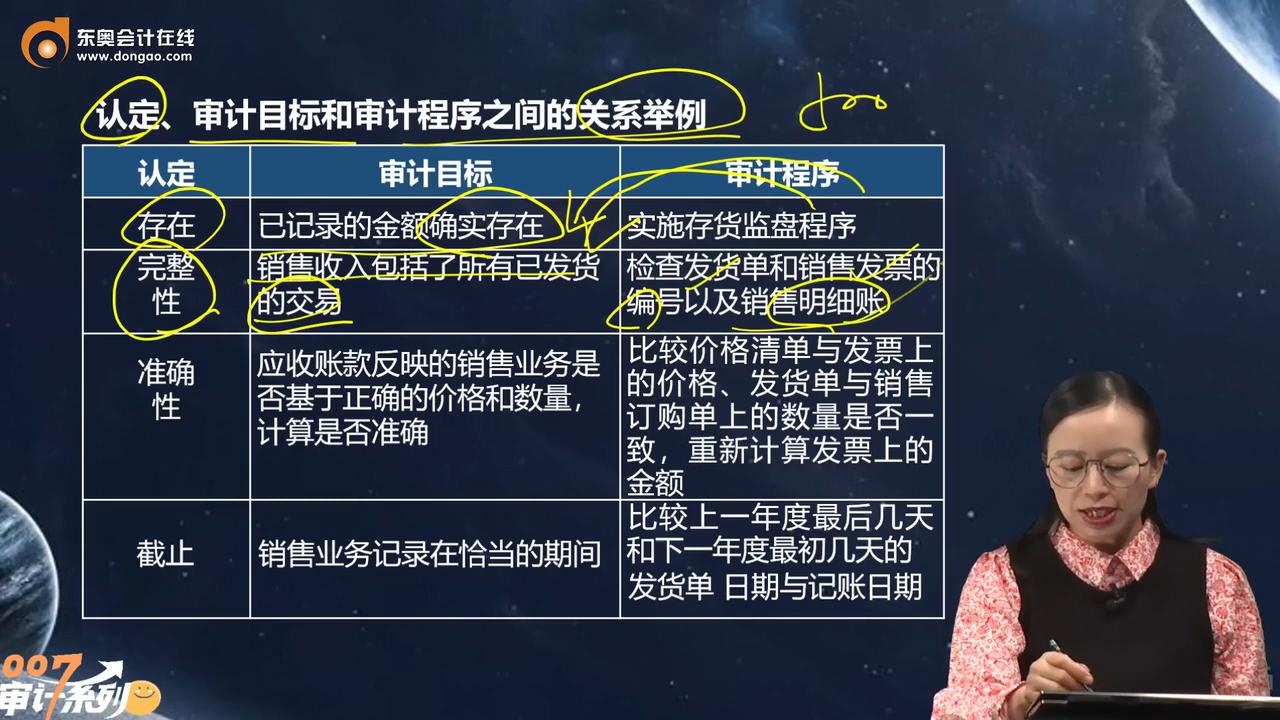 东奥会计在线
www.dongao.com
认定、审计目标和审计程序之间的关系举例
认定
审计目标
审计程序
存在
已记录的金额确实存在
实施存货监盘程序
完整
性
销售收入包括了所有已发货
的交易
检查发货单和销售发票的
编号以及销售明细账
准确
性
应收账款反映的销售业务是
否基于正确的价格和数量，
计算是否准确
比较价格清单与发票上
的价格、发货单与销售
订购单上的数量是否一
致，重新计算发票上的
金额
截止
销售业务记录在恰当的期间
比较上一年度最后几天
和下一年度最初几天的
发货单 日期与记账日期
007
审计系列